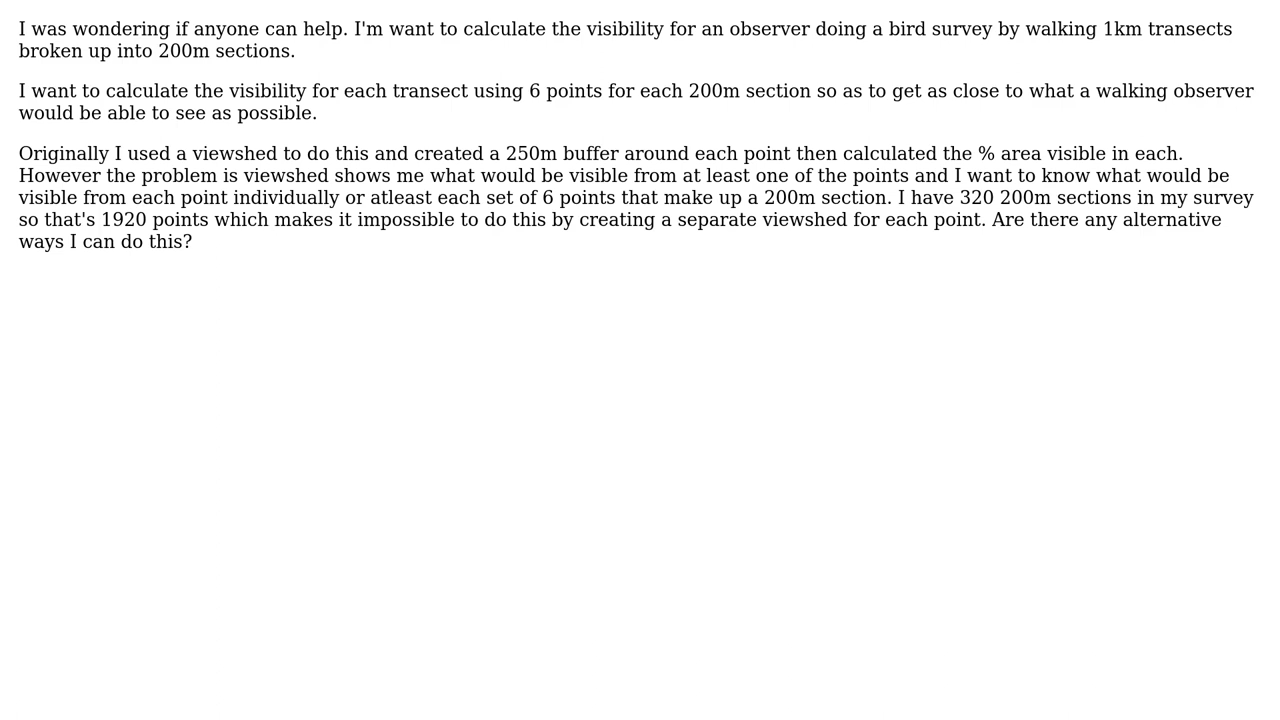 I was wondering if anyone can help. I'm want to calculate the visibility for an observer doing a bird survey by walking 1km transects
broken up into 200m sections.
I want to calculate the visibility for each transect using 6 points for each 200m section so as to get as close to what a walking observer
would be able to see as possible.
Originally I used a viewshed to do this and created a 250m buffer around each point then calculated the % area visible in each.
However the problem is viewshed shows me what would be visible from at least one of the points and I want to know what would be
visible from each point individually or atleast each set of 6 points that make up a 200m section. I have 320 200m sections in my survey
so that's 1920 points which makes it impossible to do this by creating a separate viewshed for each point. Are there any alternative
ways I can do this?